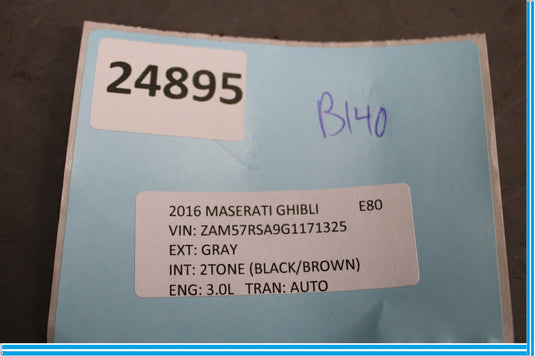 24895
B140
2016 MASERATI GHIBLI E80
VIN: ZAM57RSA9G1171325
EXT: GRAY
INT: 2TONE (BLACK/BROWN)
ENG: 3.0L TRAN: AUTO